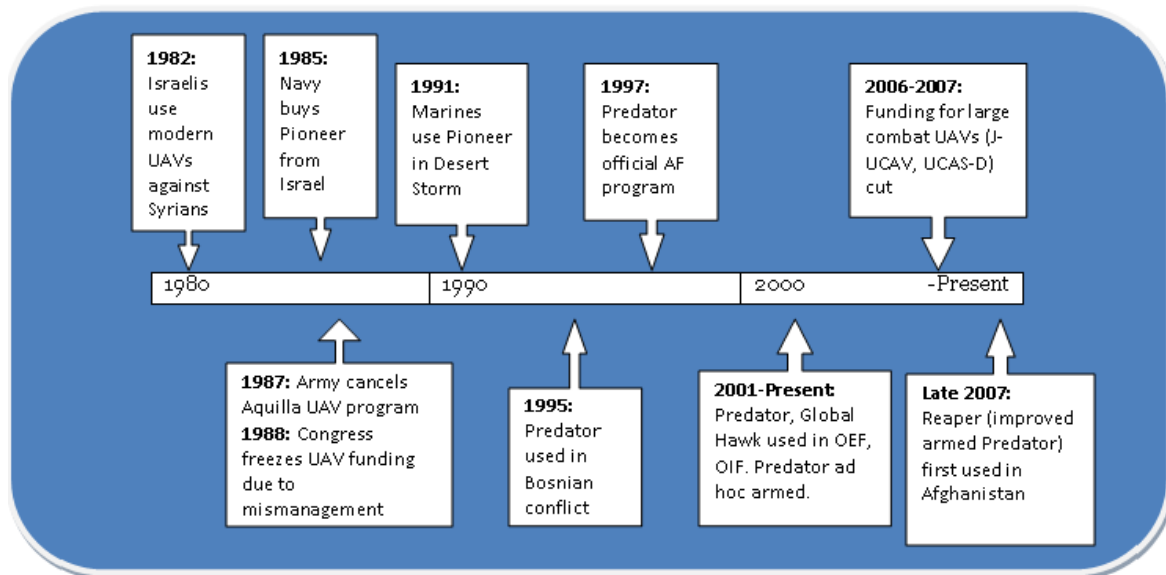 1982:
Israelis
use
modern
UAVs
against
Syrians
1985:
Navy
buys
Pioneer
from
Israel
1991:
Marines
use Pioneer
in Desert
Storm
1997:
Predator
becomes
official AF
program
2006-2007:
Funding for large
combat UAVs (J-
UCAV, UCAS-D)
cut
1980
1990
2000
-Present
1987: Army cancels
Aquilla UAV program
1988: Congress
freezes UAV funding
due to
mismanagement
1995:
Predator
used in
Bosnian
conflict
2001-Present:
Predator, Global
Hawk used in OEF,
OIF. Predator ad
hoc armed.
Late 2007:
Reaper (improved
armed Predator)
first used in
Afghanistan